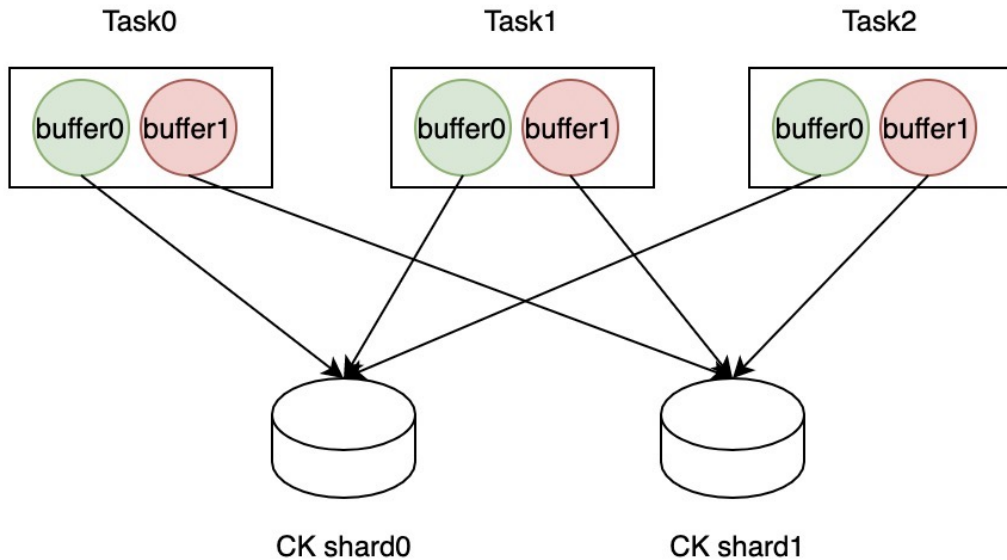 Task0
Task1
Task2
buffer0
buffer1
buffer0
buffer1
buffer0
buffer1
CK shard0
CK shard1